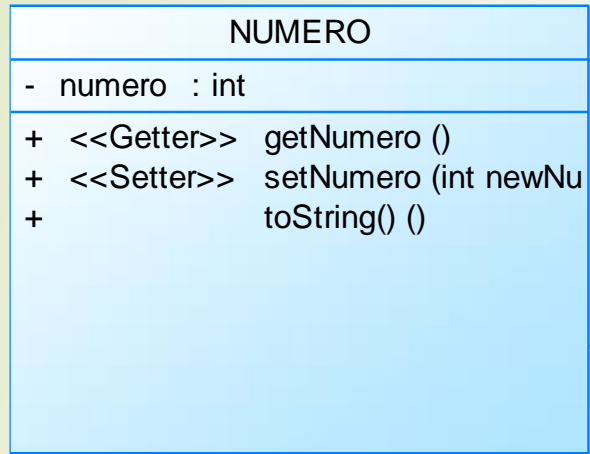 NUMERO
- numero : int
+ <<Getter>> getNumero ()
+ <<Setter>> setNumero (int newNu
+ toString() ()